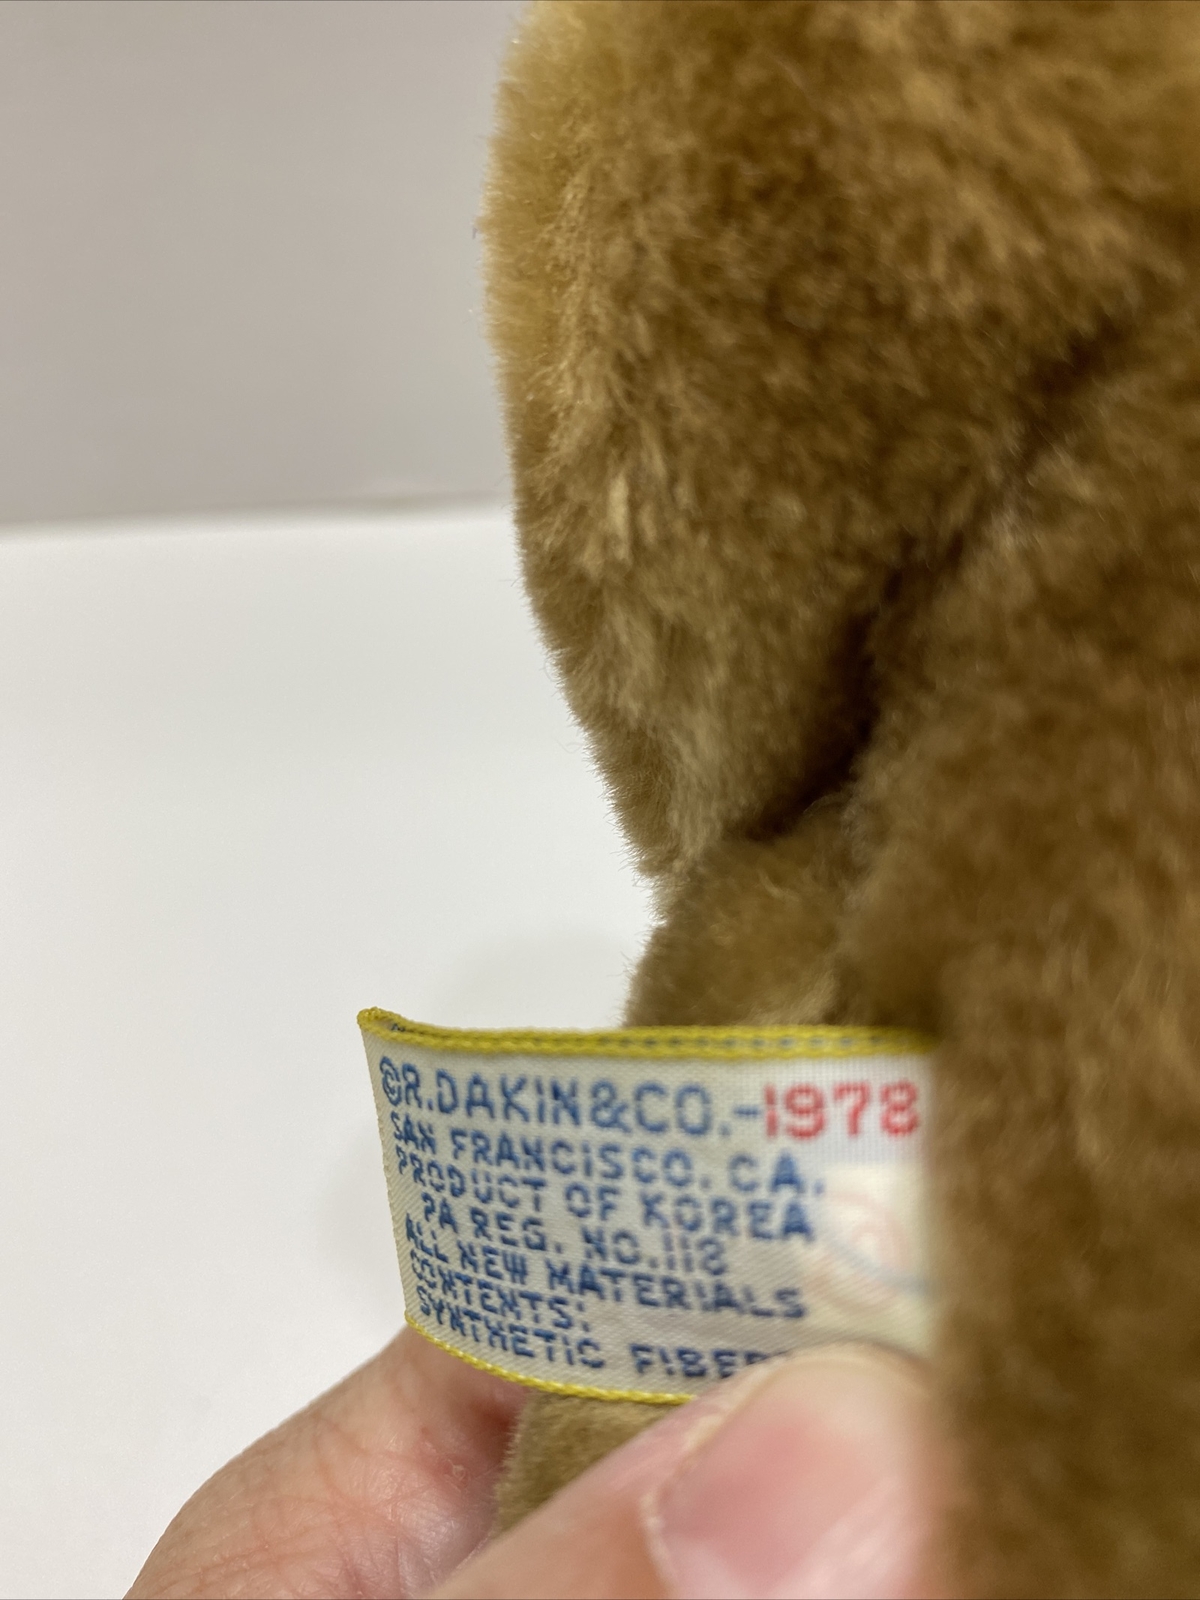 ©R.DAKIN&CO.-1978
SAN FRANCISCO. CA.
PRODUCT OF KOREA
PA REG. NO.118
ALL NEW MATERIALS
CONTENTS:
SYNTHETIC FIBER